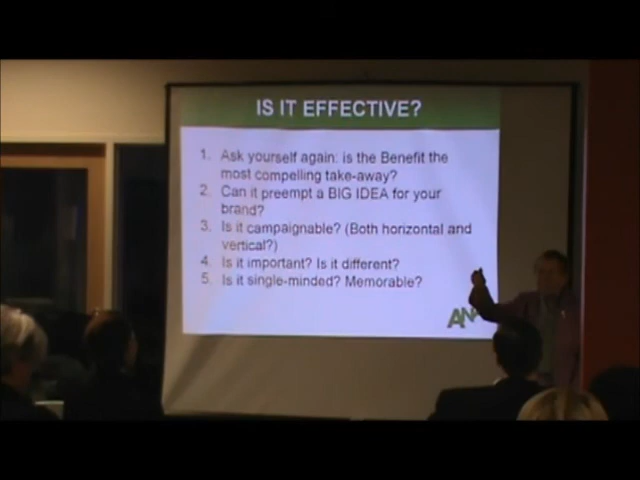 IS IT EFFECTIVE?
1. Ask yourself again: is the Benefit the
most compelling take-away?
2. Can it preempt a BIG IDEA for your
brand?
3. Is it campaignable? (Both horizontal and
vertical?)
4. Is it important? Is it different?
5. Is it single-minded? Memorable?